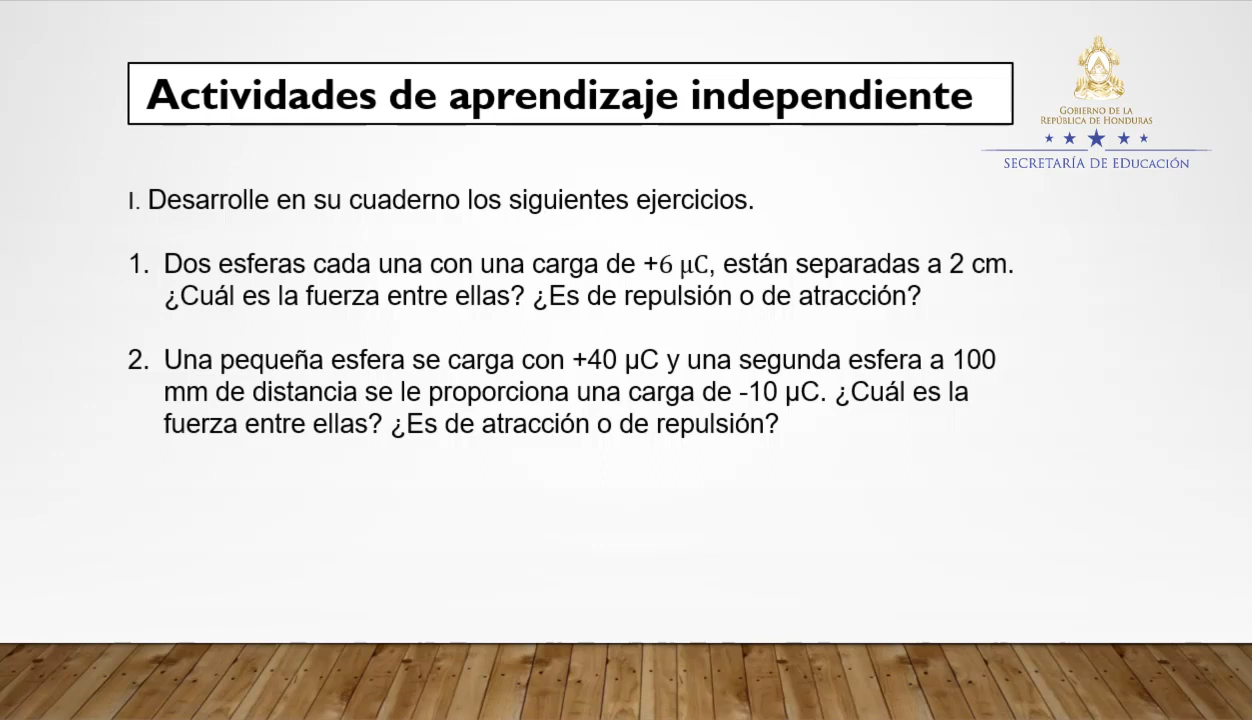 Actividades de aprendizaje independiente
GOBIERNO DE LA
REPÚBLICA DE HONDURAS
SECRETARÍA DE EDUCACIÓN
I. Desarrolle en su cuaderno los siguientes ejercicios.
1. Dos esferas cada una con una carga de +6 μC, están separadas a 2 cm.
¿Cuál es la fuerza entre ellas? ¿Es de repulsión o de atracción?
2. Una pequeña esfera se carga con +40 μC y una segunda esfera a 100
mm de distancia se le proporciona una carga de -10 μC. ¿Cuál es la
fuerza entre ellas? ¿Es de atracción o de repulsión?